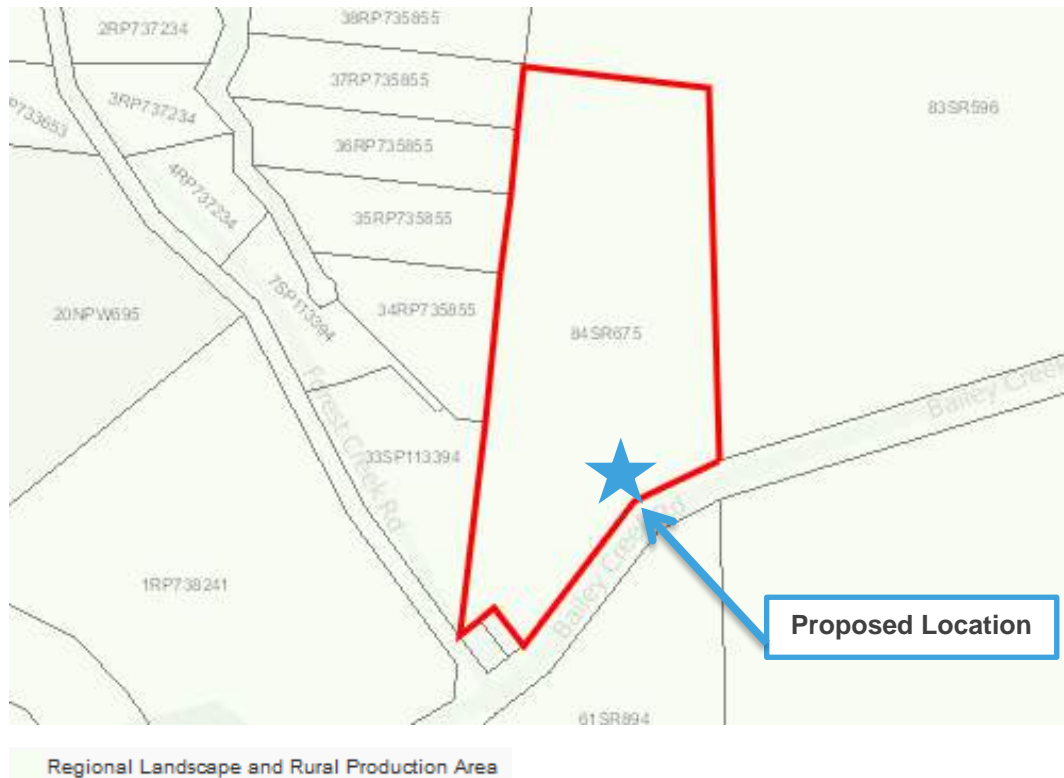 38RP735855
2RP737234
37RP735855
83SR596
3RP737234
P733653
36RP735855
4RP737234
35RP735855
7SP113394
20NPW695
34RP735855
84SR675
Forest Creek Rd
Bailey Creek
33SP113394
Bailey Creek Rd
1RP738241
Proposed Location
61SR894
Regional Landscape and Rural Production Area